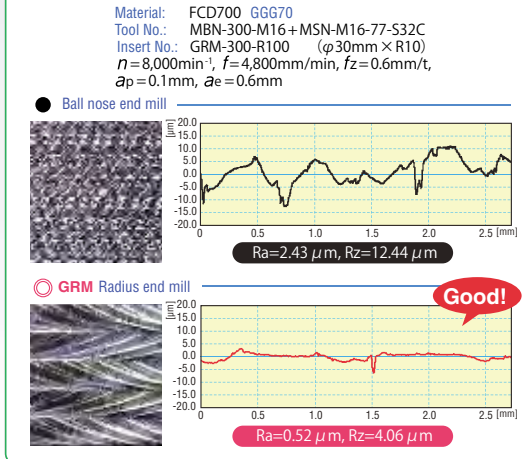 Material: FCD700 GGG70
Tool No.: MBN-300-M16+MSN-M16-77-S32C
Insert No.: GRM-300-R100 (φ30mm×R10)
n=8,000min⁻¹, f=4,800mm/min, fz=0.6mm/t,
ap=0.1mm, ae=0.6mm
● Ball nose end mill
[μm]
20.0
15.0
10.0
5.0
0.0
-5.0
-10.0
-15.0
-20.0
0 0.5 1.0 1.5 2.0 2.5 [mm]
Ra=2.43 μm, Rz=12.44 μm
◎ GRM Radius end mill
Good!
[μm]
20.0
15.0
10.0
5.0
0.0
-5.0
-10.0
-15.0
-20.0
0 0.5 1.0 1.5 2.0 2.5 [mm]
Ra=0.52 μm, Rz=4.06 μm